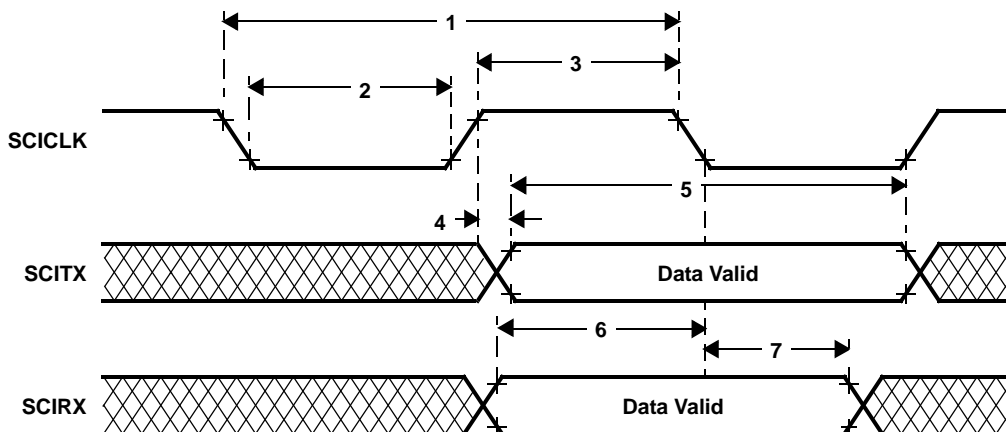 1
3
2
SCICLK
5
4
SCITX
Data Valid
6
7
SCIRX
Data Valid